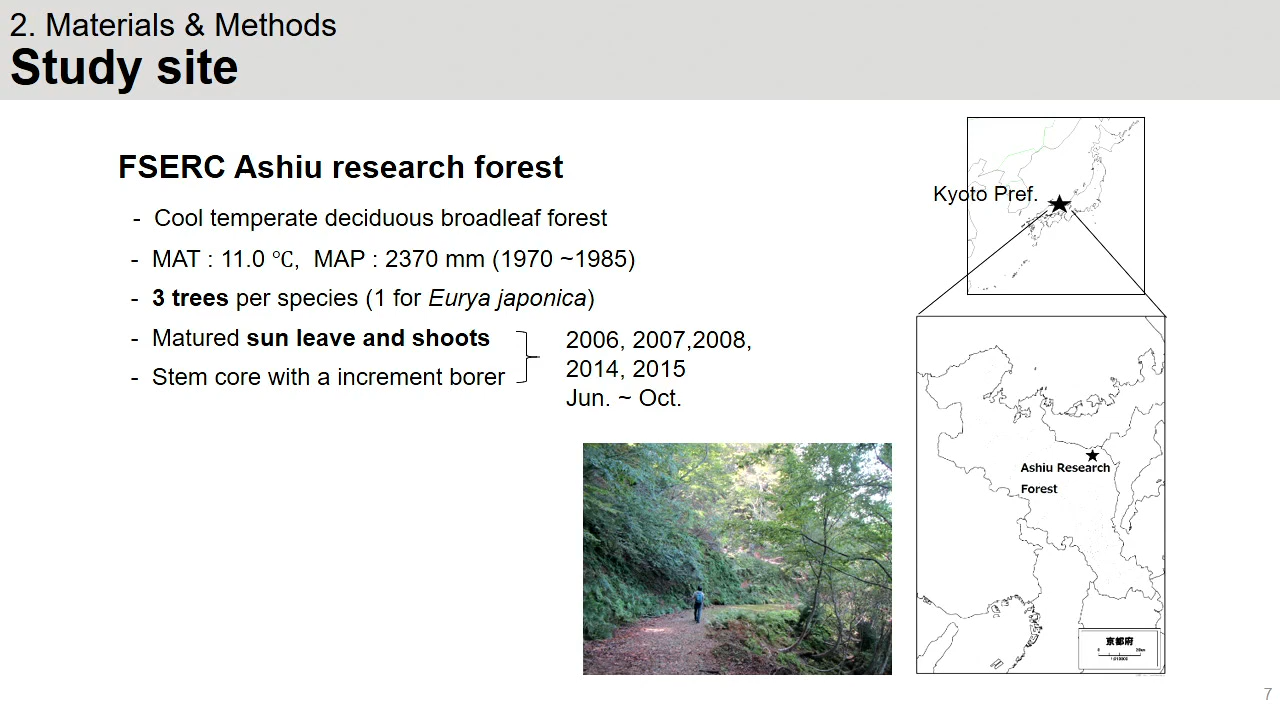 2. Materials & Methods
Study site
FSERC Ashiu research forest
- Cool temperate deciduous broadleaf forest
- MAT : 11.0 ℃, MAP : 2370 mm (1970 ~1985)
- 3 trees per species (1 for Eurya japonica)
- Matured sun leave and shoots
- Stem core with a increment borer
2006, 2007,2008,
2014, 2015
Jun. ~ Oct.
Kyoto Pref.
Ashiu Research
Forest
京都府
7